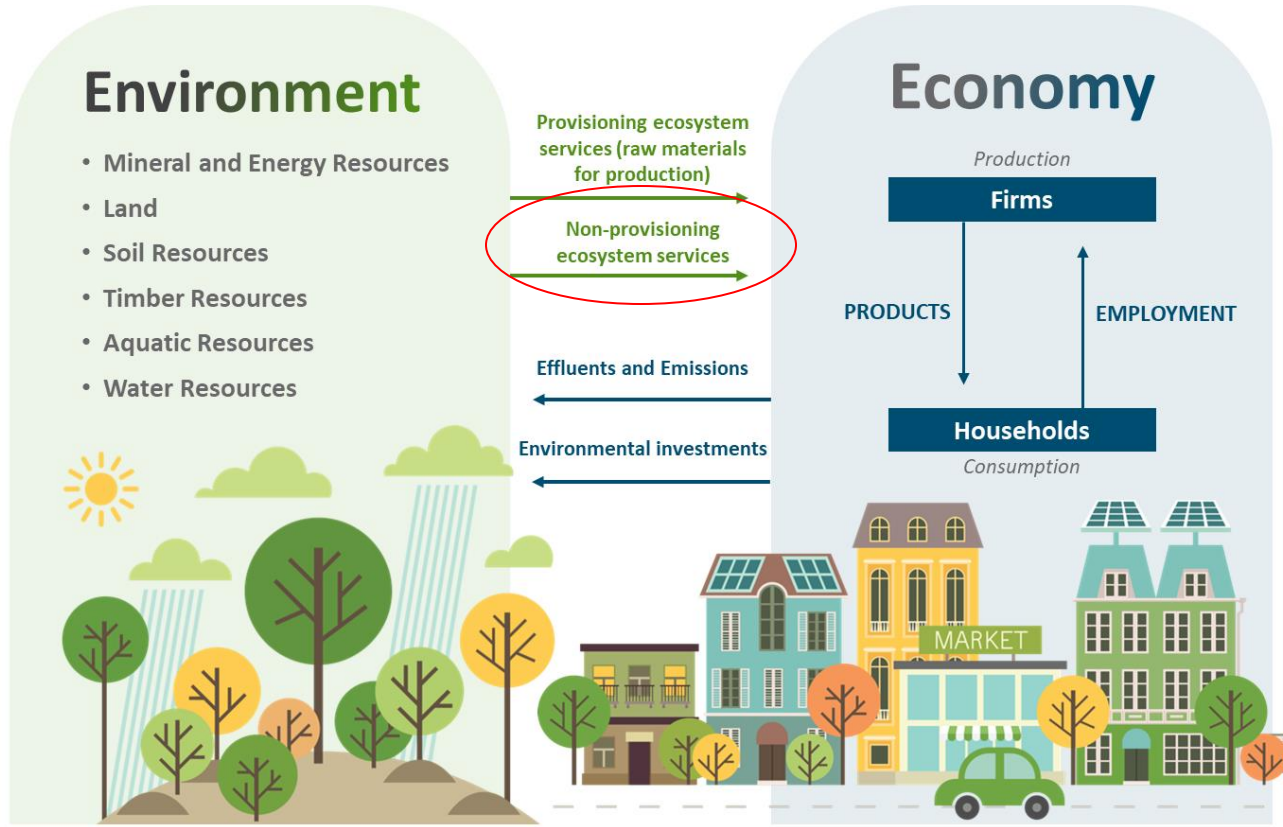 Environment
• Mineral and Energy Resources
• Land
• Soil Resources
• Timber Resources
• Aquatic Resources
• Water Resources
Provisioning ecosystem
services (raw materials
for production)
Non-provisioning
ecosystem services
Effluents and Emissions
Environmental investments
Economy
Production
Firms
PRODUCTS
EMPLOYMENT
Households
Consumption
MARKET